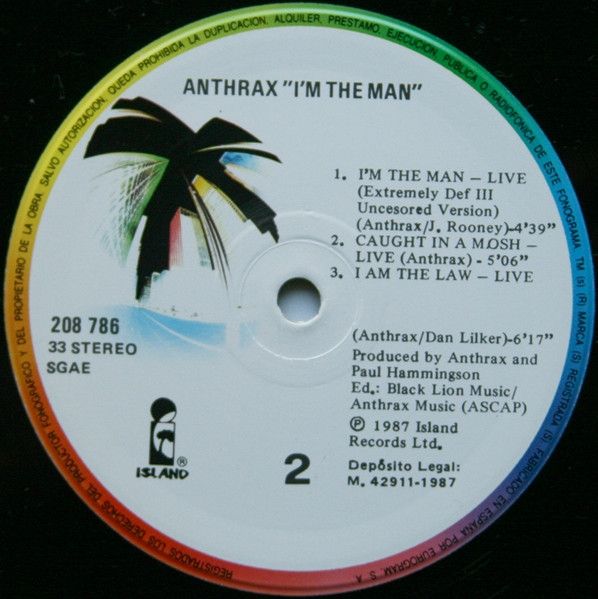 ANTHRAX "I'M THE MAN"
1. I'M THE MAN – LIVE
(Extremely Def III
Uncesored Version)
(Anthrax/J. Rooney)-4'39"
2. CAUGHT IN A MOSH –
LIVE (Anthrax) - 5'06"
3. I AM THE LAW – LIVE
(Anthrax/Dan Lilker)-6'17"
Produced by Anthrax and
Paul Hammingson
Ed.: Black Lion Music/
Anthrax Music (ASCAP)
℗ 1987 Island
Records Ltd.
Depósito Legal:
M. 42911-1987
208 786
33 STEREO
SGAE
ISLAND ®
2
REGISTRADOS LOS DERECHOS DEL PRODUCTOR FONOGRAFICO Y DEL PROPIETARIO DE LA OBRA. SALVO AUTORIZACION, QUEDA PROHIBIDA LA DUPLICACION, ALQUILER, PRESTAMO, EJECUCION, PUBLICA O RADIOFONICA DE ESTE FONOGRAMA TM (s) (R) MARCA (S) REGISTRADA (S). FABRICADO EN ESPAÑA POR EUROGRAM, S. A.